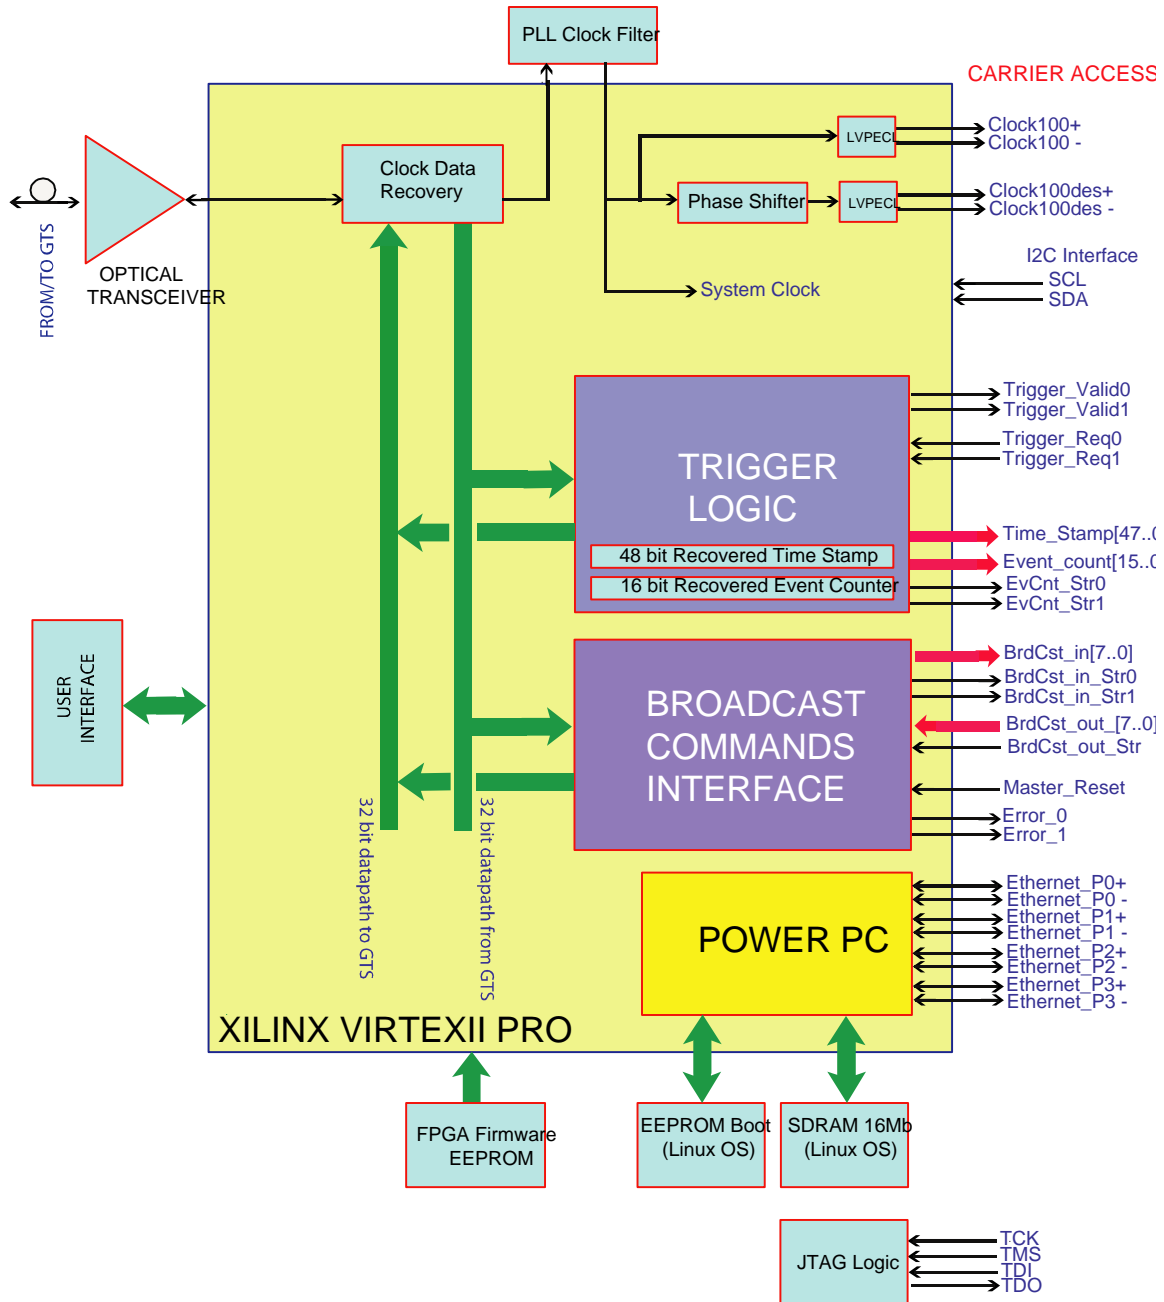 PLL Clock Filter
CARRIER ACCESS
LVPECL
Clock100+
Clock100 -
Clock Data
Recovery
Phase Shifter
LVPECL
Clock100des+
Clock100des -
FROM/TO GTS
OPTICAL
TRANSCEIVER
I2C Interface
SCL
SDA
System Clock
TRIGGER
LOGIC
48 bit Recovered Time Stamp
16 bit Recovered Event Counter
Trigger_Valid0
Trigger_Valid1
Trigger_Req0
Trigger_Req1
Time_Stamp[47..0
Event_count[15..0
EvCnt_Str0
EvCnt_Str1
USER
INTERFACE
BROADCAST
COMMANDS
INTERFACE
BrdCst_in[7..0]
BrdCst_in_Str0
BrdCst_in_Str1
BrdCst_out_[7..0]
BrdCst_out_Str
Master_Reset
Error_0
Error_1
32 bit datapath to GTS
32 bit datapath from GTS
POWER PC
Ethernet_P0+
Ethernet_P0 -
Ethernet_P1+
Ethernet_P1 -
Ethernet_P2+
Ethernet_P2 -
Ethernet_P3+
Ethernet_P3 -
XILINX VIRTEXII PRO
FPGA Firmware
EEPROM
EEPROM Boot
(Linux OS)
SDRAM 16Mb
(Linux OS)
JTAG Logic
TCK
TMS
TDI
TDO